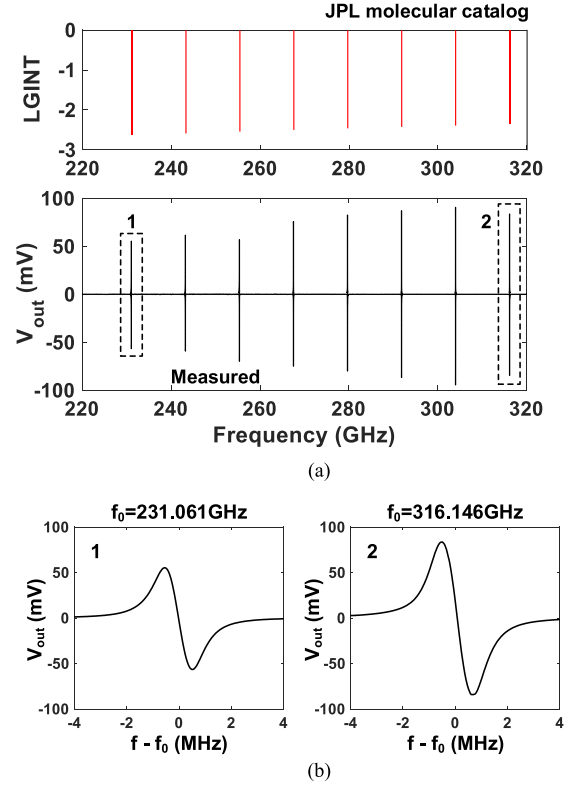 JPL molecular catalog
LGINT
0
-1
-2
-3
220 240 260 280 300 320
V_out (mV)
100
50
0
-50
-100
1
2
Measured
220 240 260 280 300 320
Frequency (GHz)
(a)
f₀=231.061GHz
V_out (mV)
100
50
0
-50
-100
1
-4 -2 0 2 4
f - f₀ (MHz)
f₀=316.146GHz
V_out (mV)
100
50
0
-50
-100
2
-4 -2 0 2 4
f - f₀ (MHz)
(b)